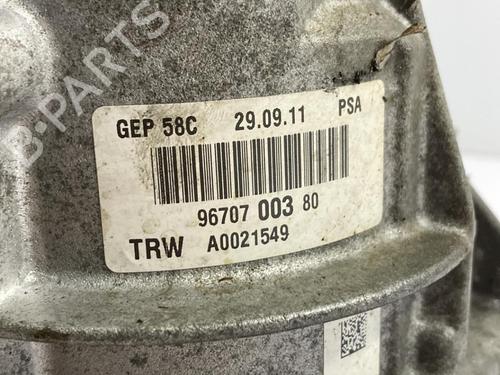 B-PARTS
GEP 58C 29.09.11 PSA
96707 003 80
TRW A0021549